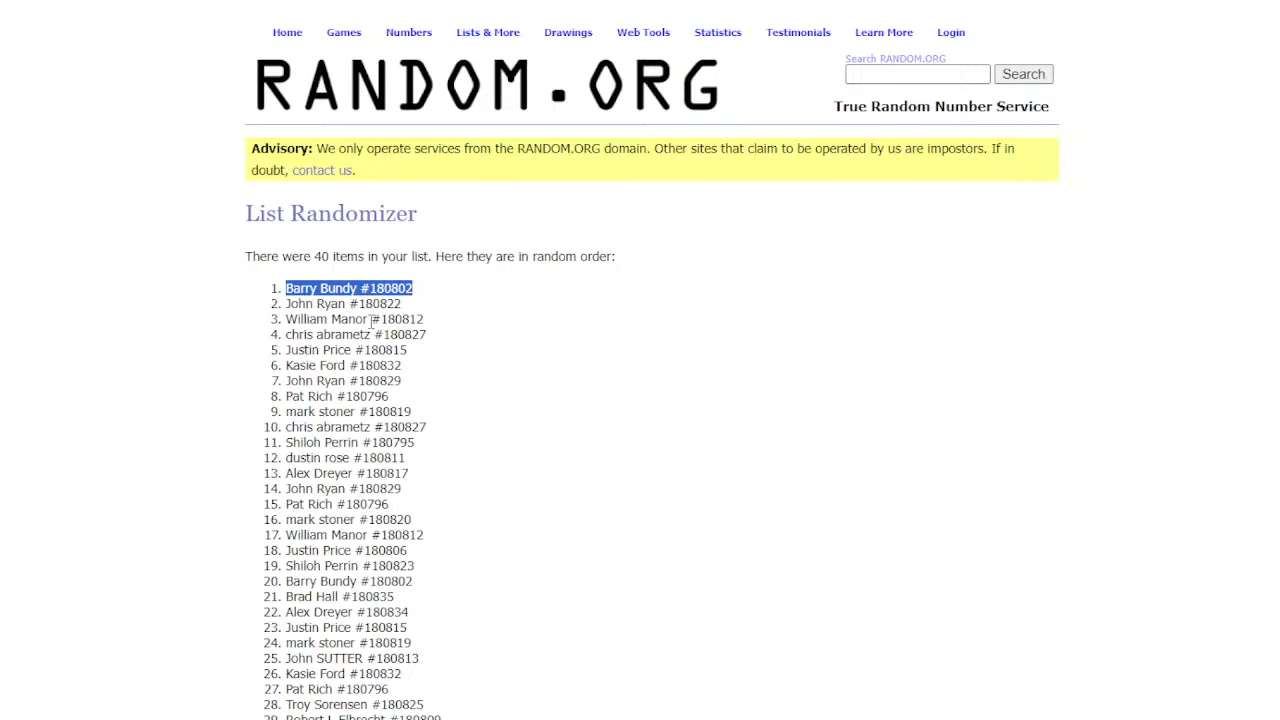 Home Games Numbers Lists & More Drawings Web Tools Statistics Testimonials Learn More Login
Search RANDOM.ORG
RANDOM.ORG
Search
True Random Number Service
Advisory: We only operate services from the RANDOM.ORG domain. Other sites that claim to be operated by us are impostors. If in
doubt, contact us.
List Randomizer
There were 40 items in your list. Here they are in random order:
1. Barry Bundy #180802
2. John Ryan #180822
3. William Manor #180812
4. chris abrametz #180827
5. Justin Price #180815
6. Kasie Ford #180832
7. John Ryan #180829
8. Pat Rich #180796
9. mark stoner #180819
10. chris abrametz #180827
11. Shiloh Perrin #180795
12. dustin rose #180811
13. Alex Dreyer #180817
14. John Ryan #180829
15. Pat Rich #180796
16. mark stoner #180820
17. William Manor #180812
18. Justin Price #180806
19. Shiloh Perrin #180823
20. Barry Bundy #180802
21. Brad Hall #180835
22. Alex Dreyer #180834
23. Justin Price #180815
24. mark stoner #180819
25. John SUTTER #180813
26. Kasie Ford #180832
27. Pat Rich #180796
28. Troy Sorensen #180825
29. Robert J. Elbrecht #180809